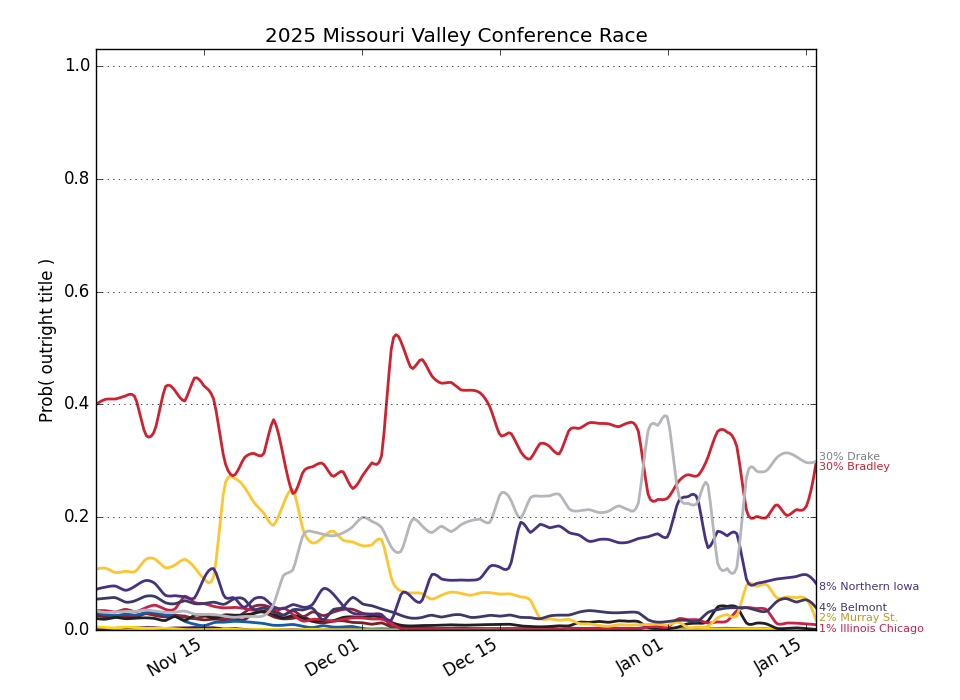 2025 Missouri Valley Conference Race
Prob( outright title )
1.0
0.8
0.6
0.4
0.2
0.0
30% Drake
30% Bradley
8% Northern Iowa
4% Belmont
2% Murray St.
1% Illinois Chicago
Nov 15
Dec 01
Dec 15
Jan 01
Jan 15